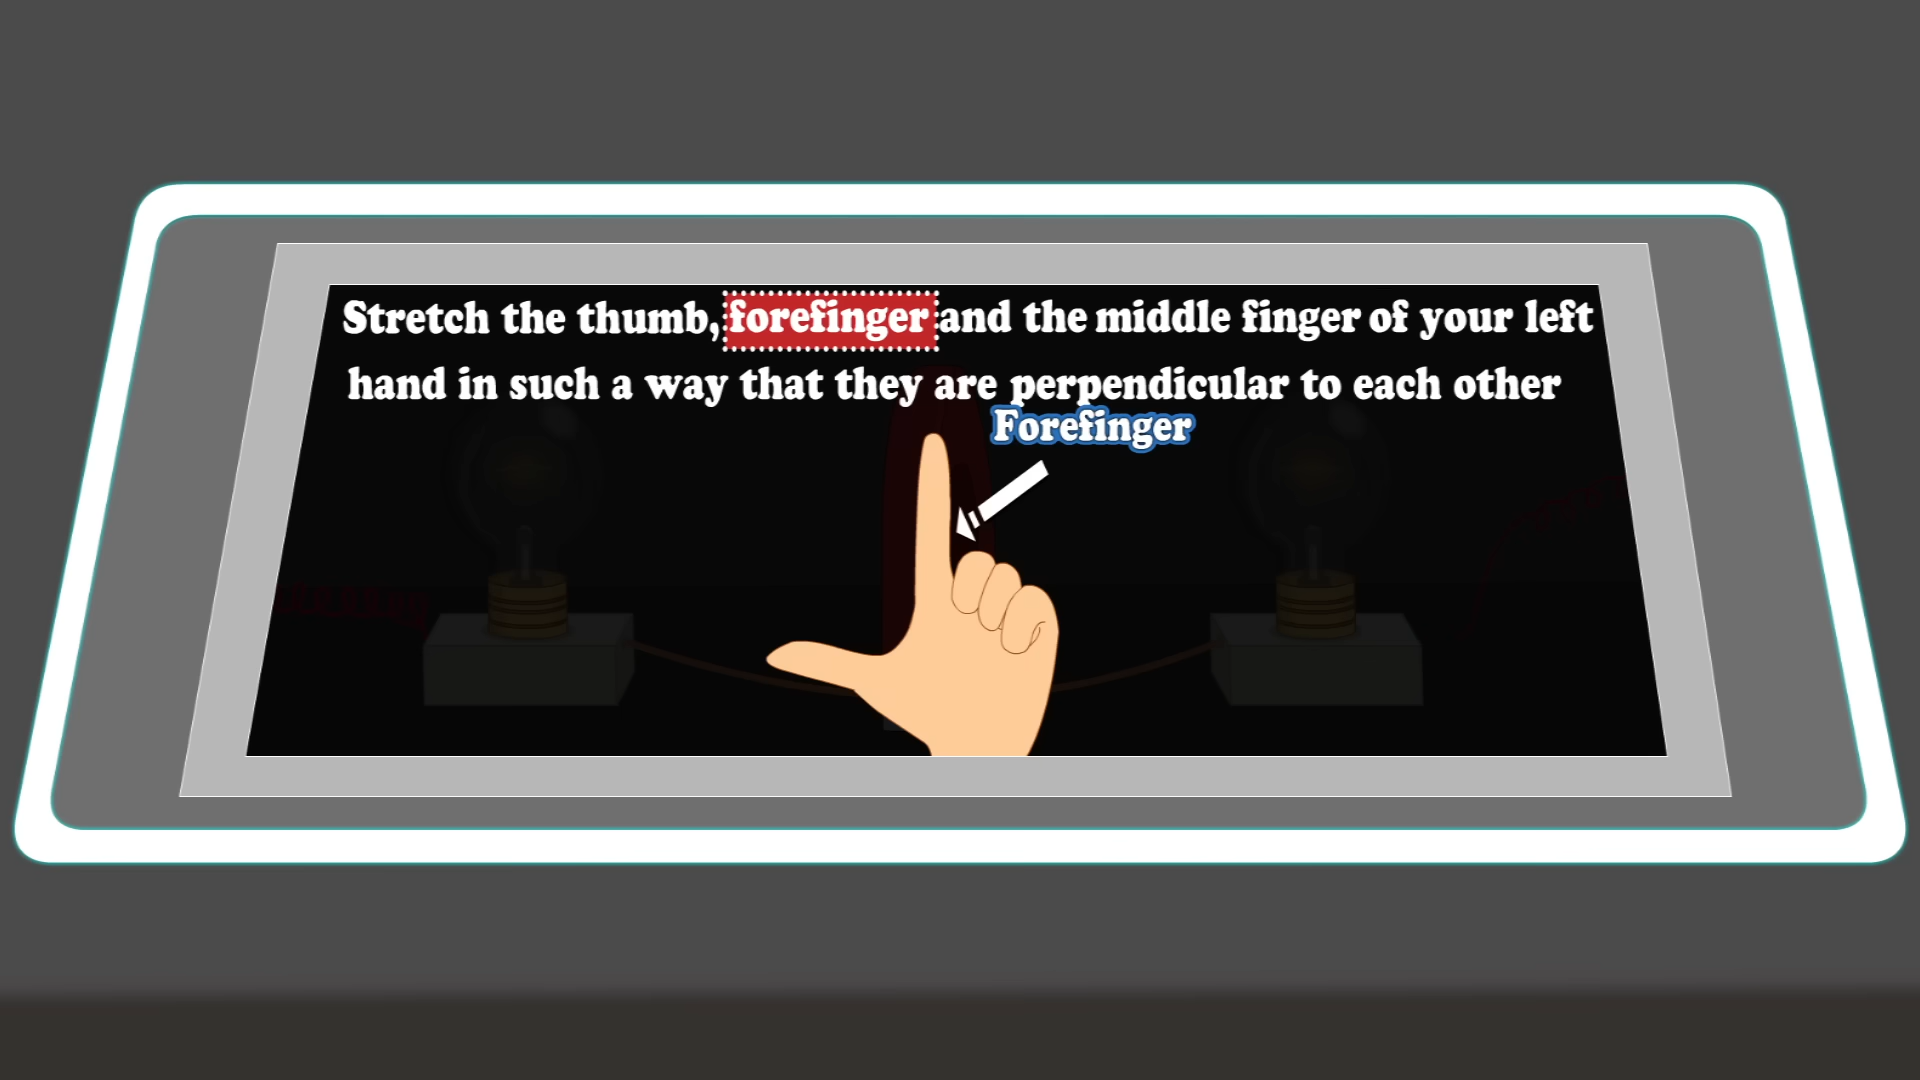 Stretch the thumb, forefinger and the middle finger of your left
hand in such a way that they are perpendicular to each other
Forefinger